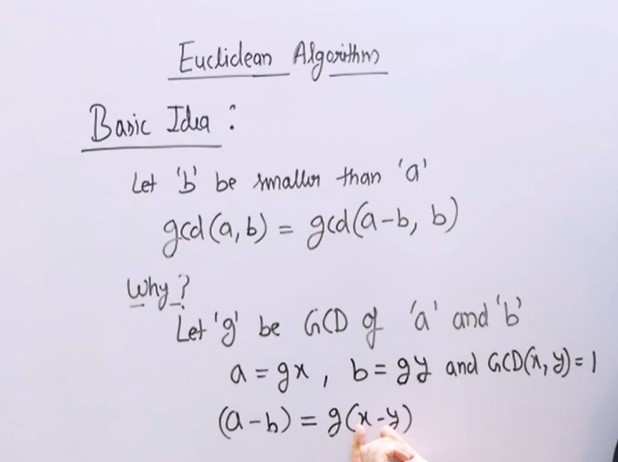 Euclidean Algorithm
Basic Idea :
Let 'b' be smaller than 'a'
gcd(a, b) = gcd(a-b, b)
Why?
Let 'g' be GCD of 'a' and 'b'
a = gx , b = gy and GCD(x, y) = 1
(a-b) = g(x-y)